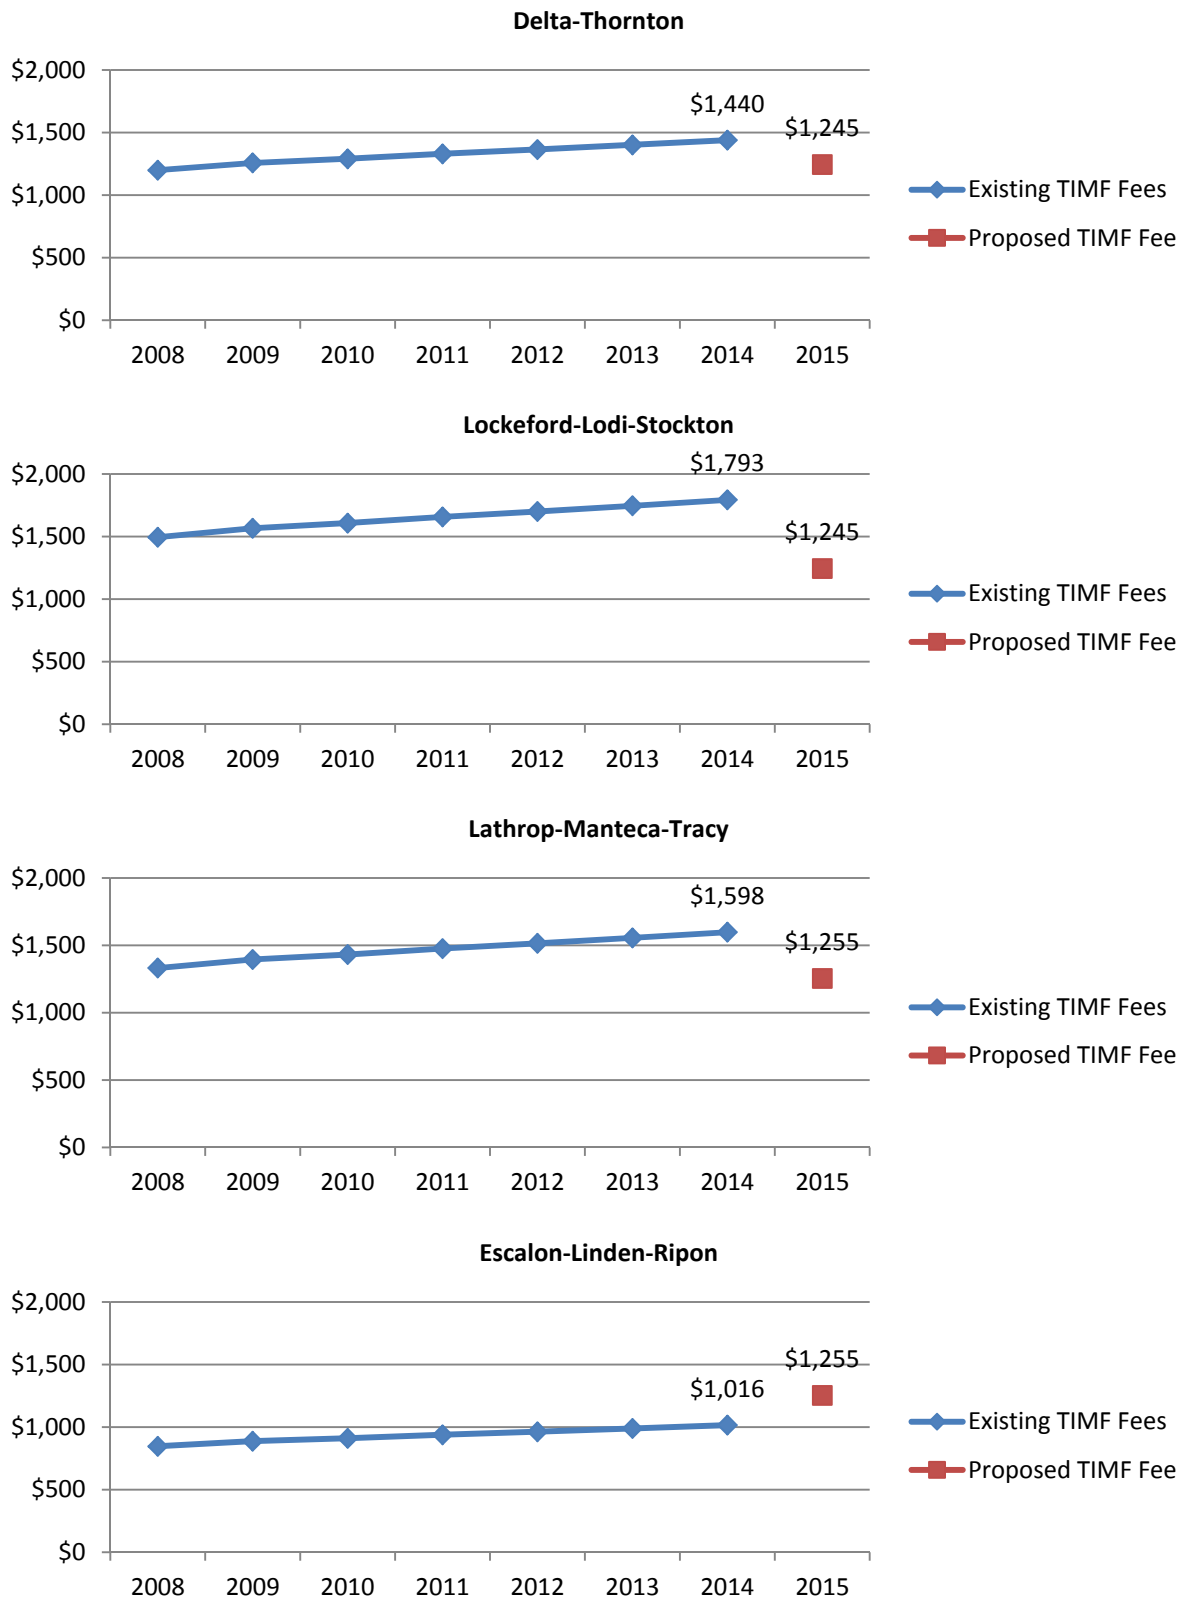 Delta-Thornton
$2,000
$1,500
$1,000
$500
$0
$1,440
$1,245
2008 2009 2010 2011 2012 2013 2014 2015
Existing TIMF Fees
Proposed TIMF Fee
Lockeford-Lodi-Stockton
$2,000
$1,500
$1,000
$500
$0
$1,793
$1,245
2008 2009 2010 2011 2012 2013 2014 2015
Existing TIMF Fees
Proposed TIMF Fee
Lathrop-Manteca-Tracy
$2,000
$1,500
$1,000
$500
$0
$1,598
$1,255
2008 2009 2010 2011 2012 2013 2014 2015
Existing TIMF Fees
Proposed TIMF Fee
Escalon-Linden-Ripon
$2,000
$1,500
$1,000
$500
$0
$1,016
$1,255
2008 2009 2010 2011 2012 2013 2014 2015
Existing TIMF Fees
Proposed TIMF Fee